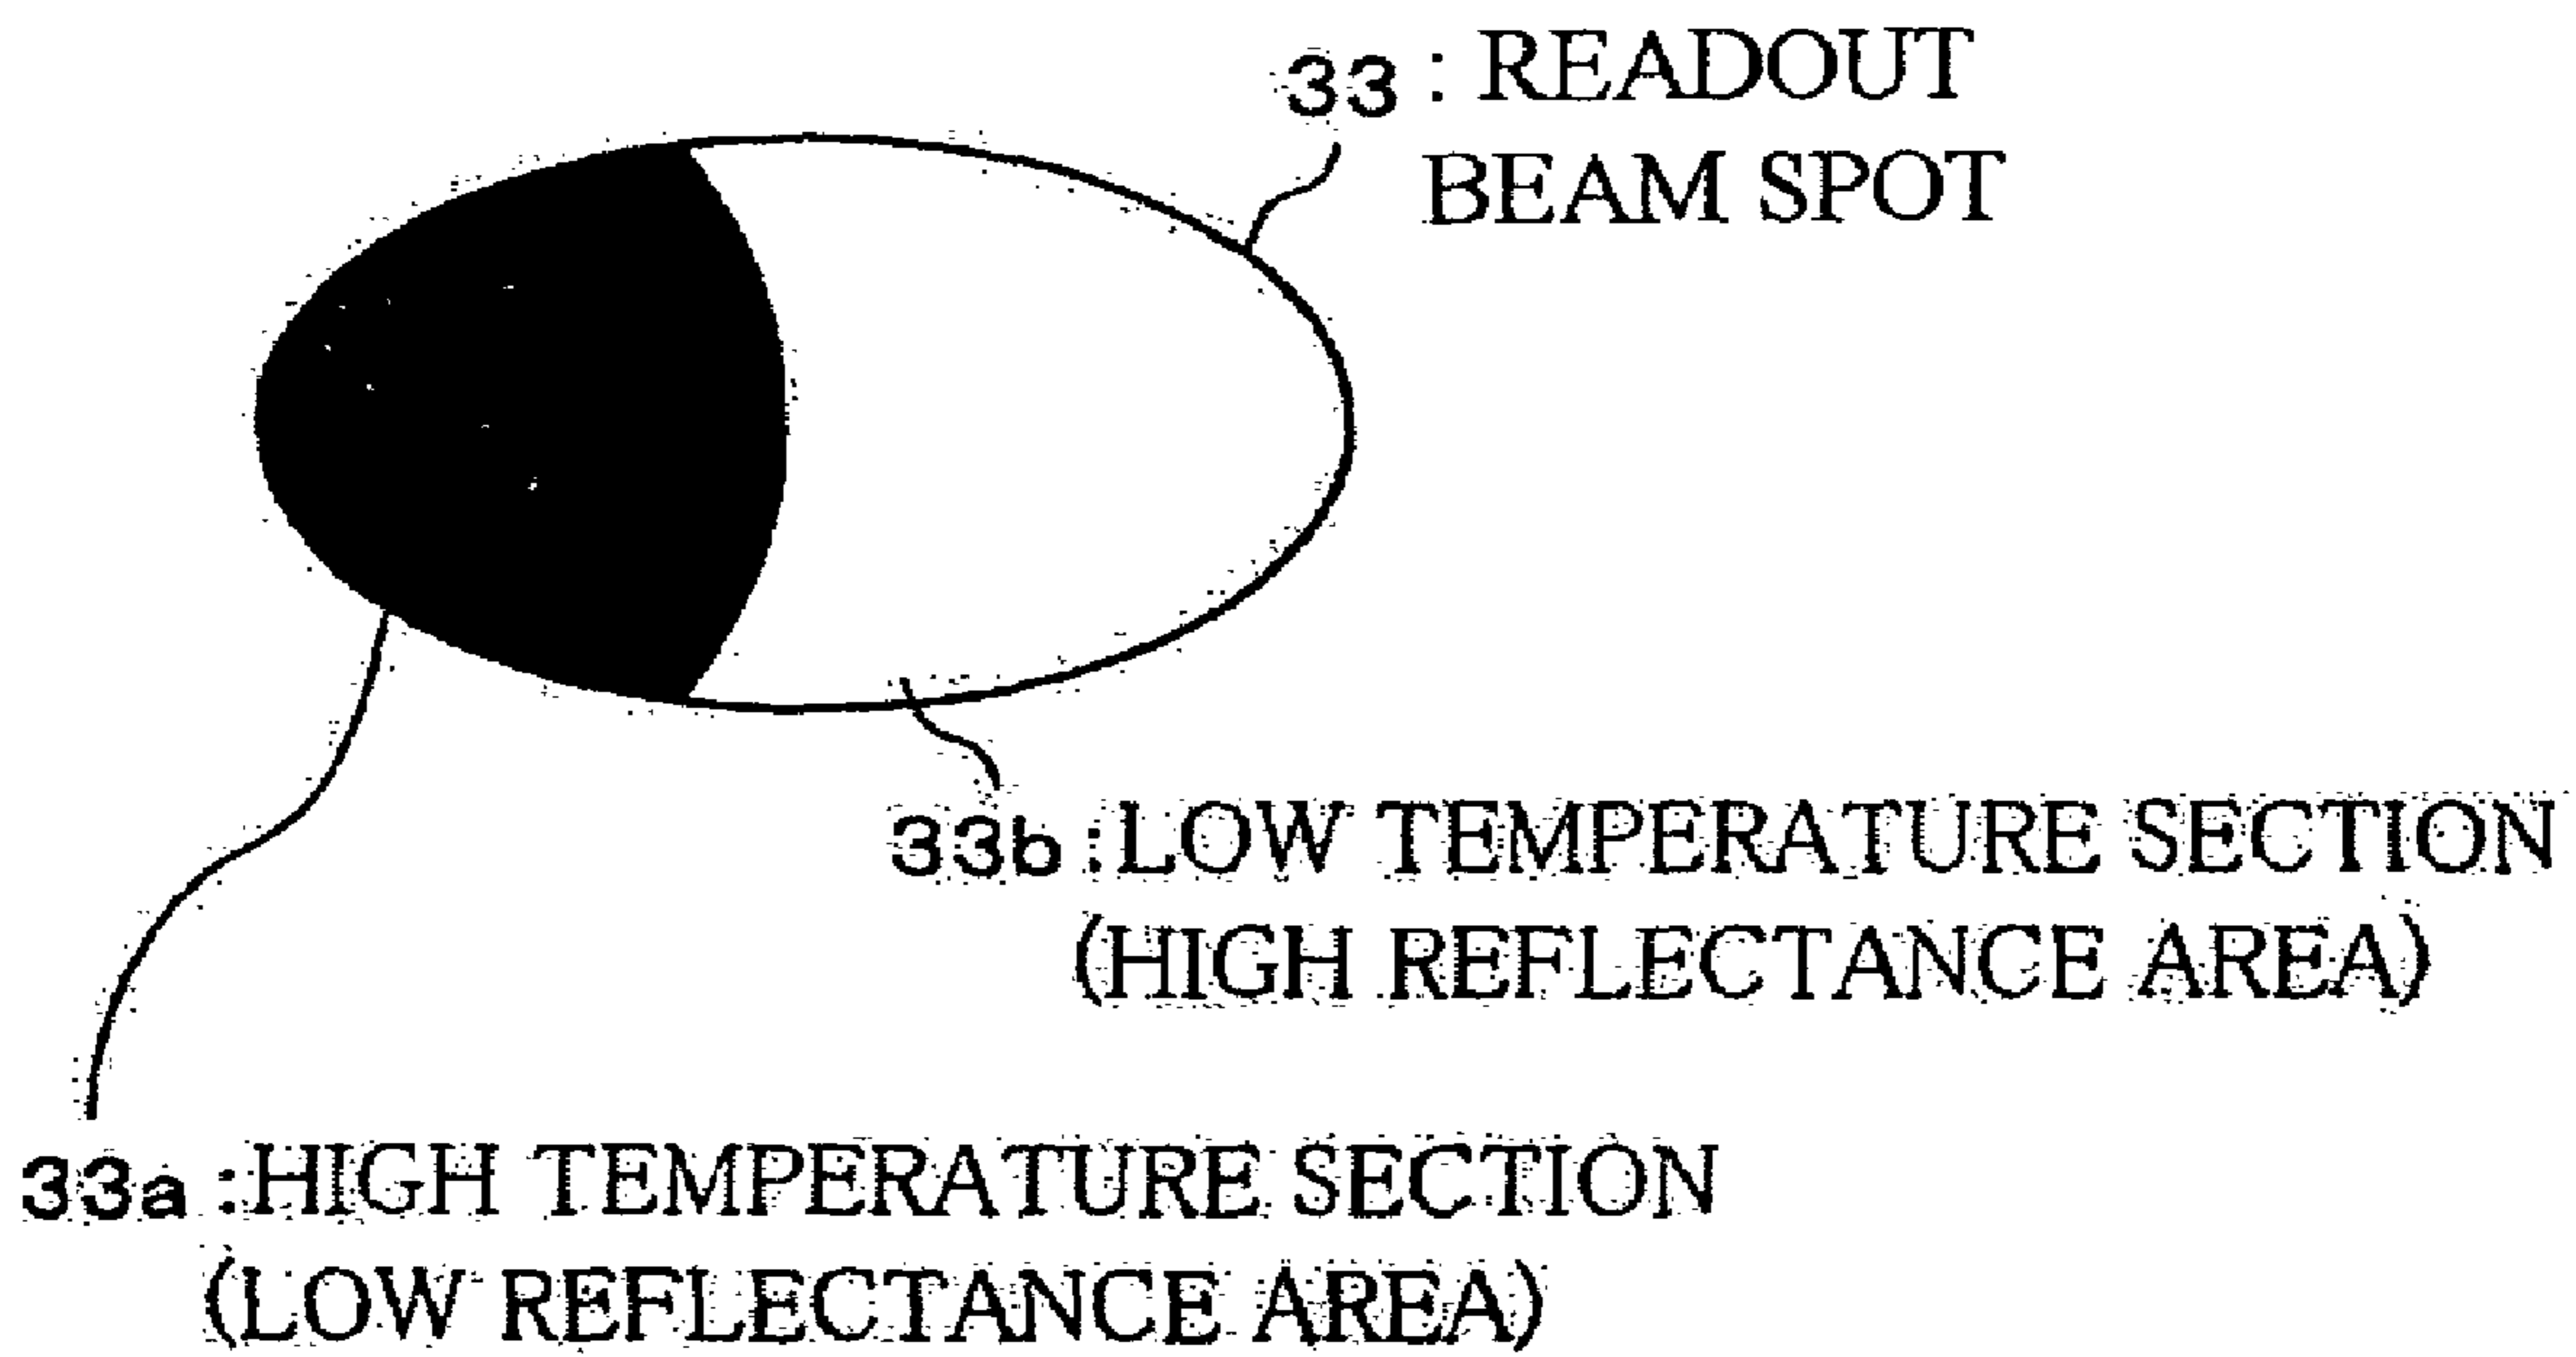 33 : READOUT
BEAM SPOT
33b : LOW TEMPERATURE SECTION
(HIGH REFLECTANCE AREA)
33a : HIGH TEMPERATURE SECTION
(LOW REFLECTANCE AREA)